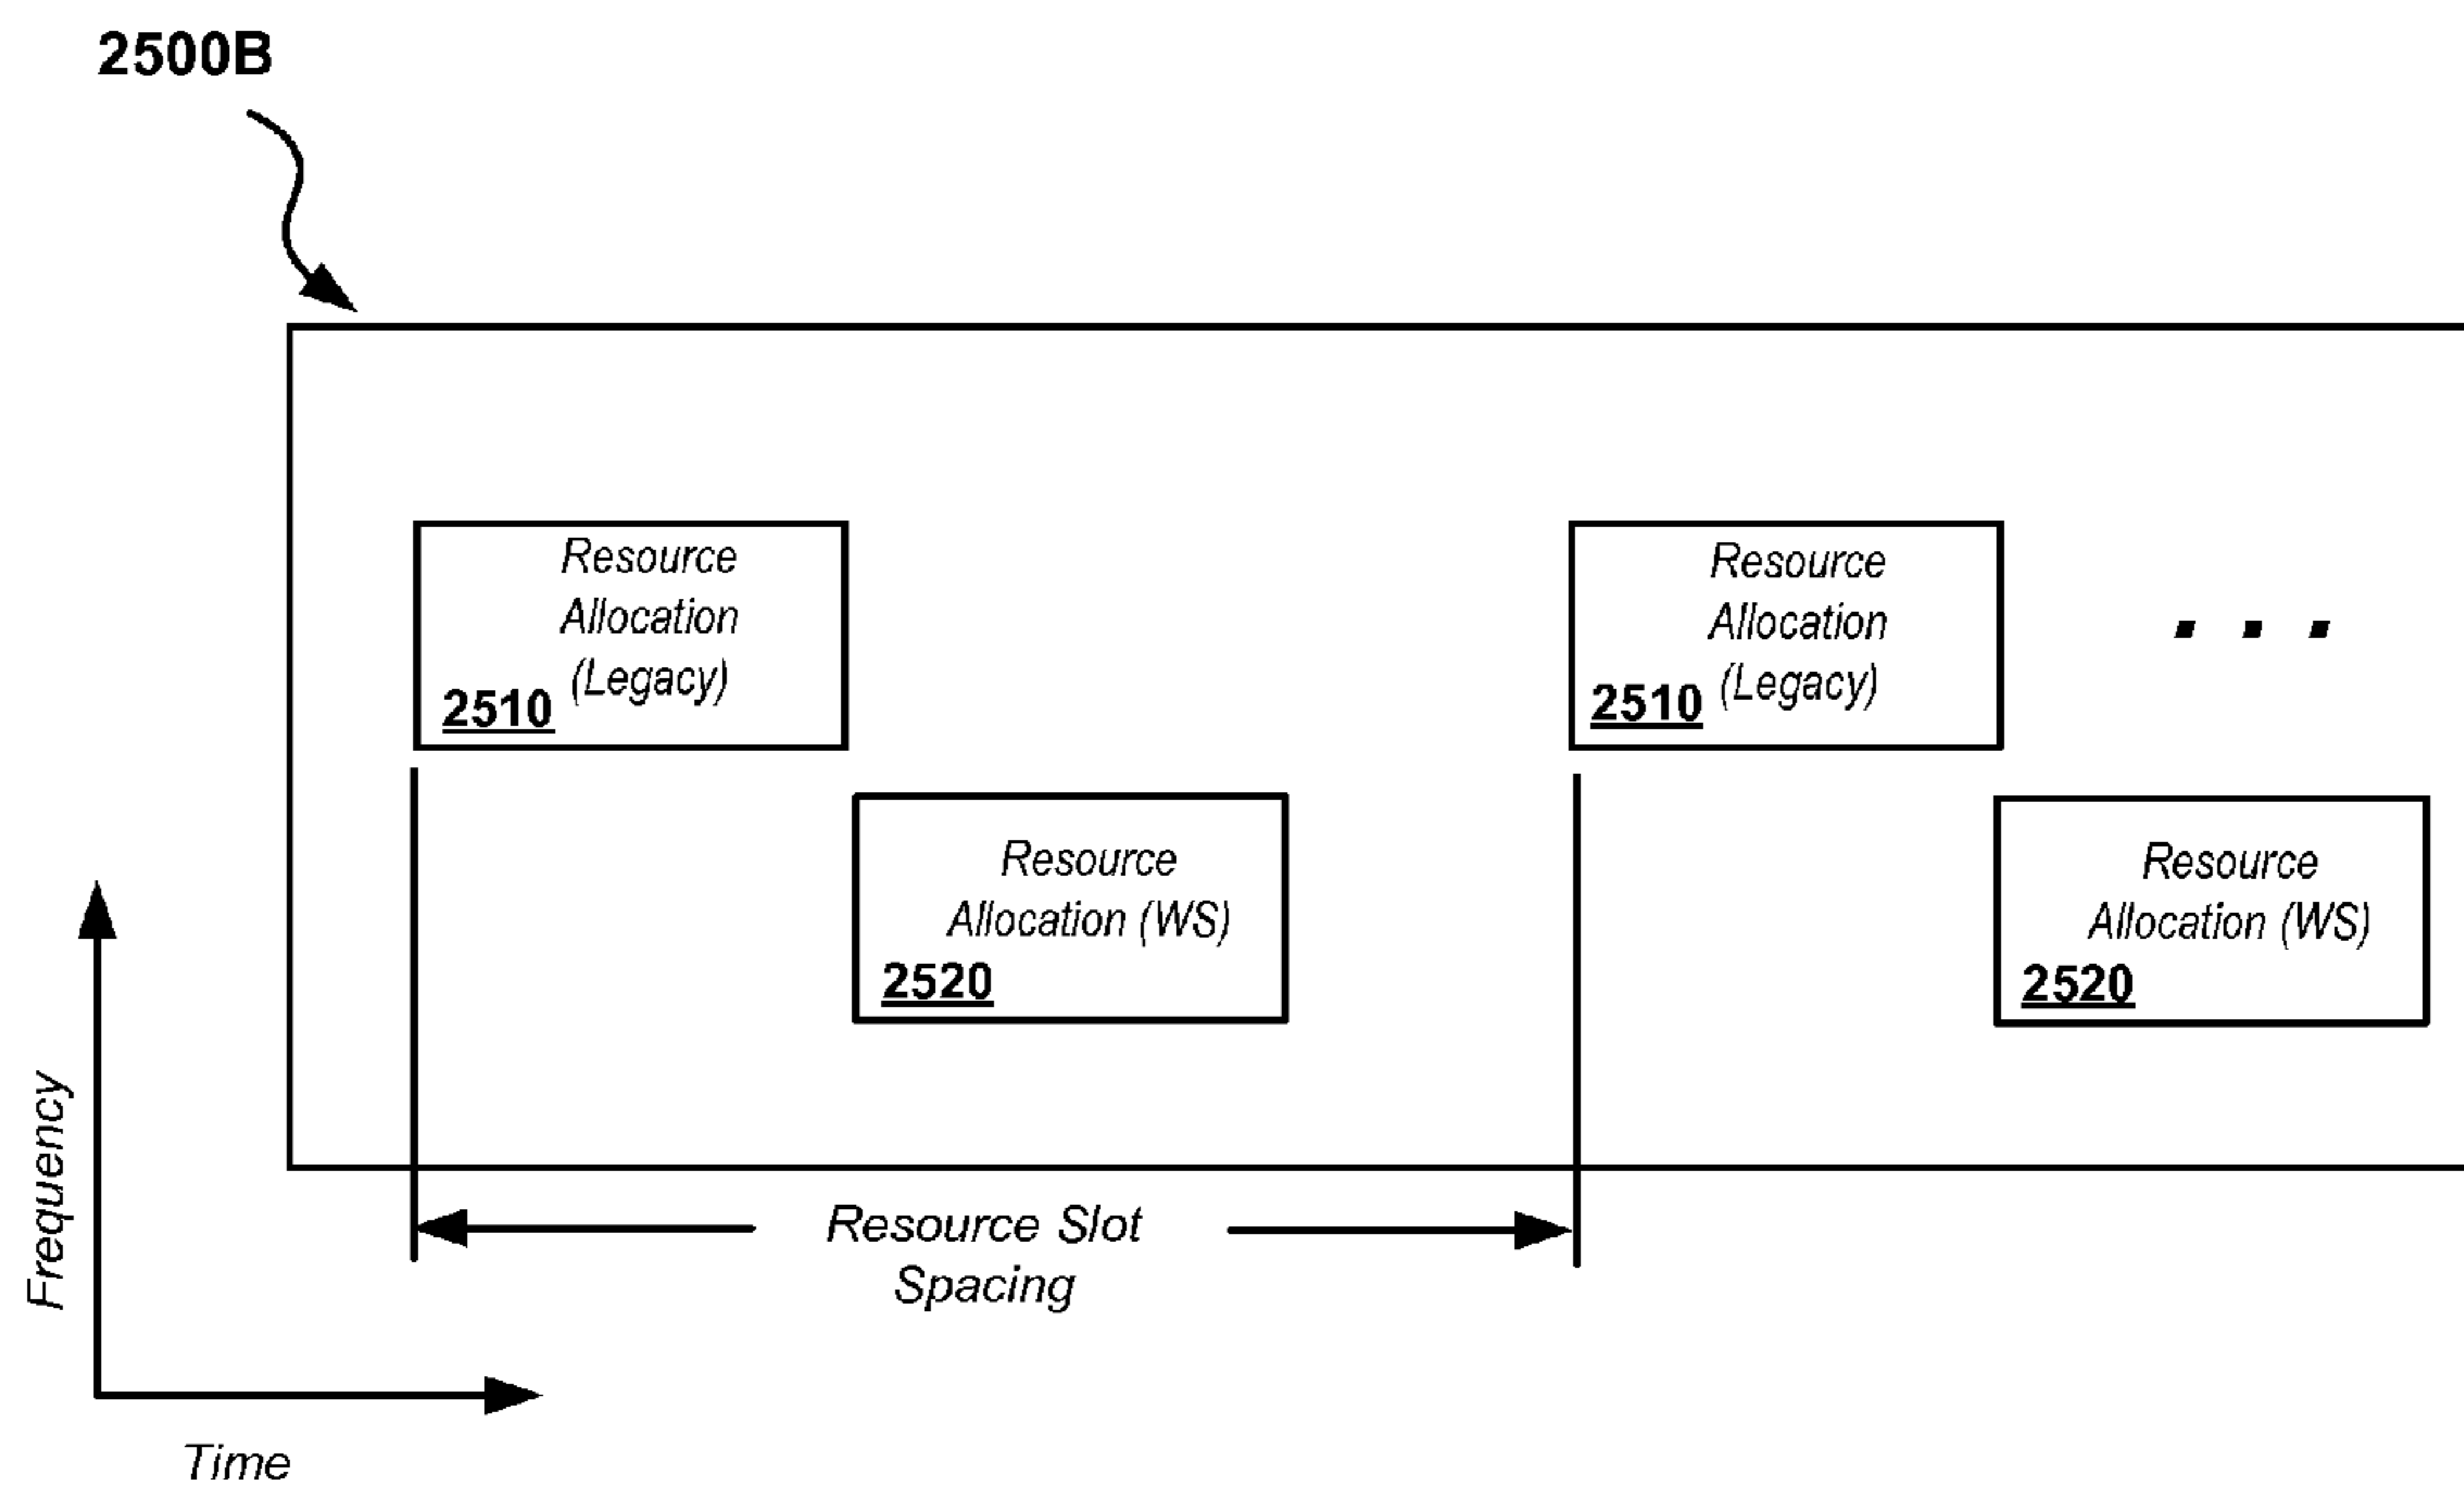 2500B
Resource
Allocation
(Legacy)
2510
Resource
Allocation
(Legacy)
2510
. . .
Resource
Allocation (WS)
2520
Resource
Allocation (WS)
2520
Frequency
Resource Slot
Spacing
Time